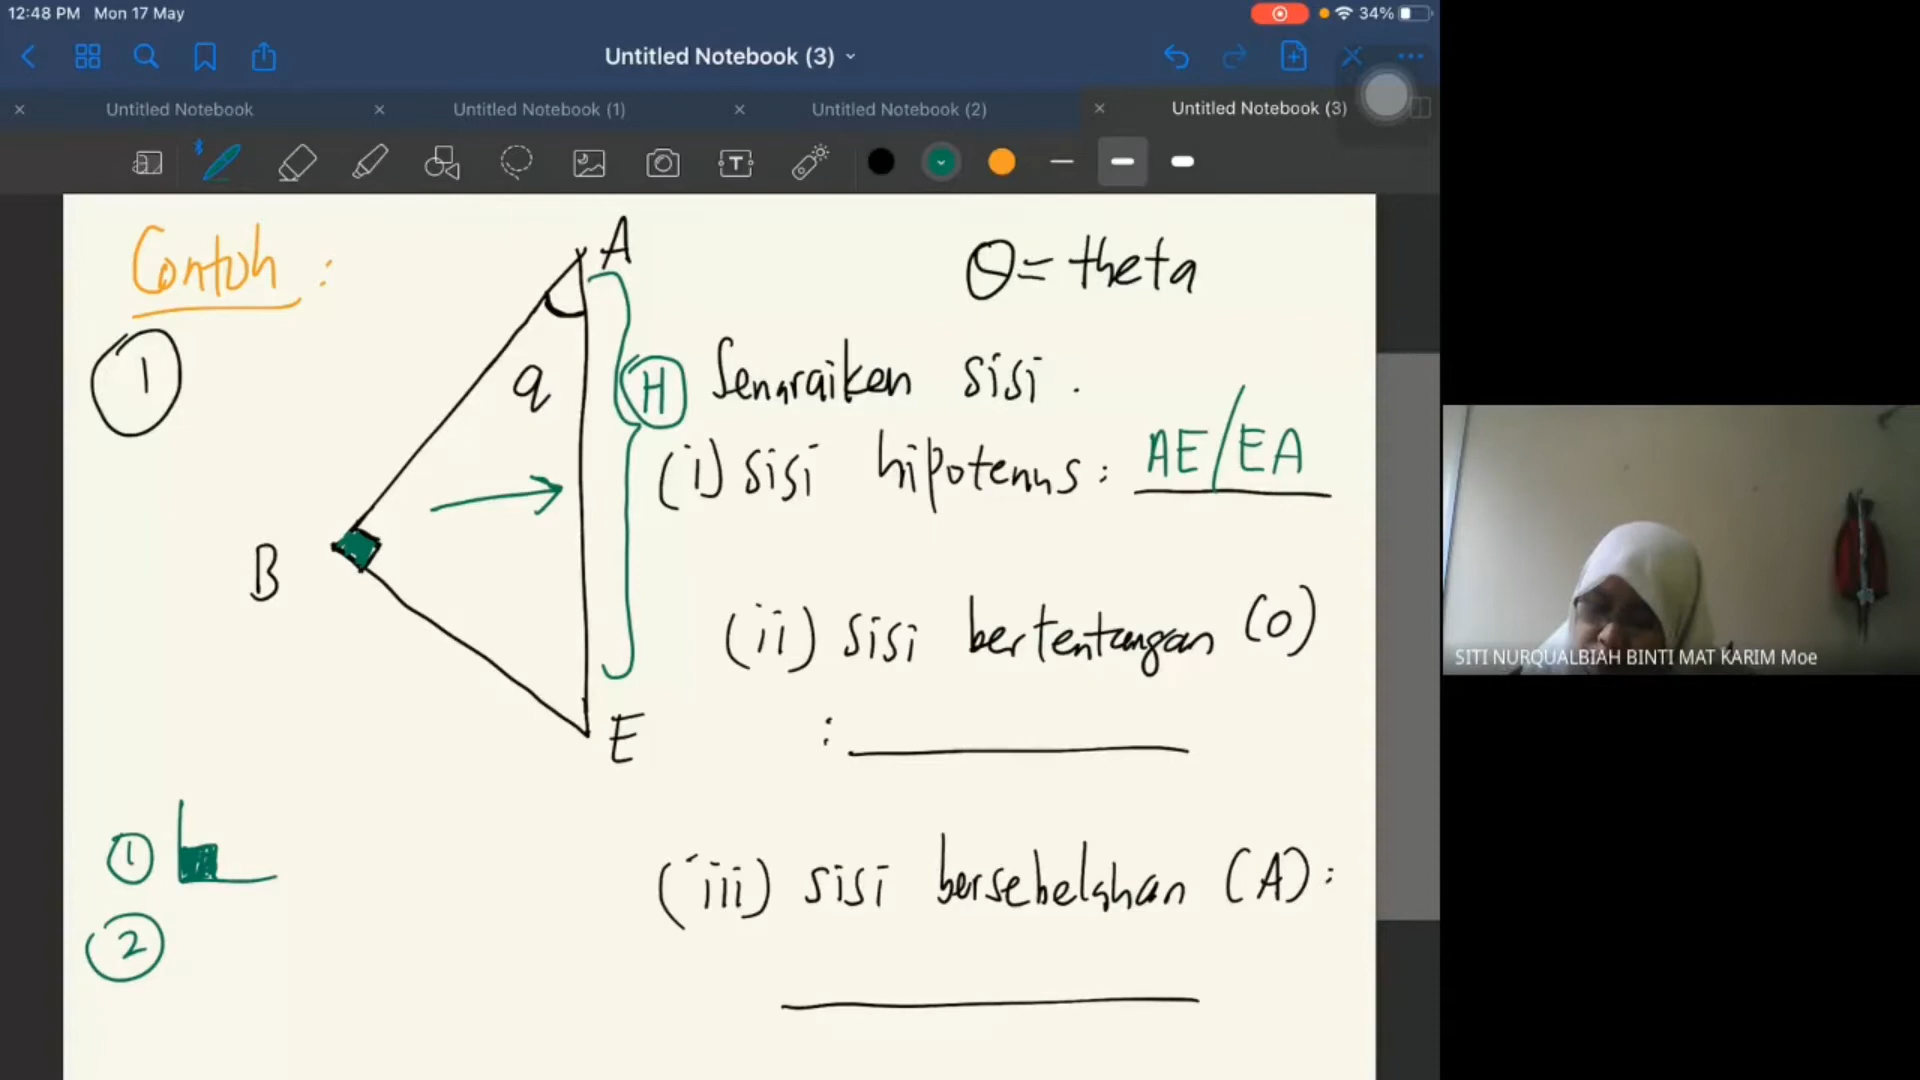 12:48 PM Mon 17 May
34%
Untitled Notebook (3)
Untitled Notebook
Untitled Notebook (1)
Untitled Notebook (2)
Untitled Notebook (3)
T
Contoh :
A
θ = theta
1
q
H
Senaraiken sisi .
(i) sisi hipotenus : AE/EA
B
(ii) sisi bertentangan (O)
:
E
1
(iii) sisi bersebelahan (A) :
2
SITI NURQUALBIAH BINTI MAT KARIM Moe